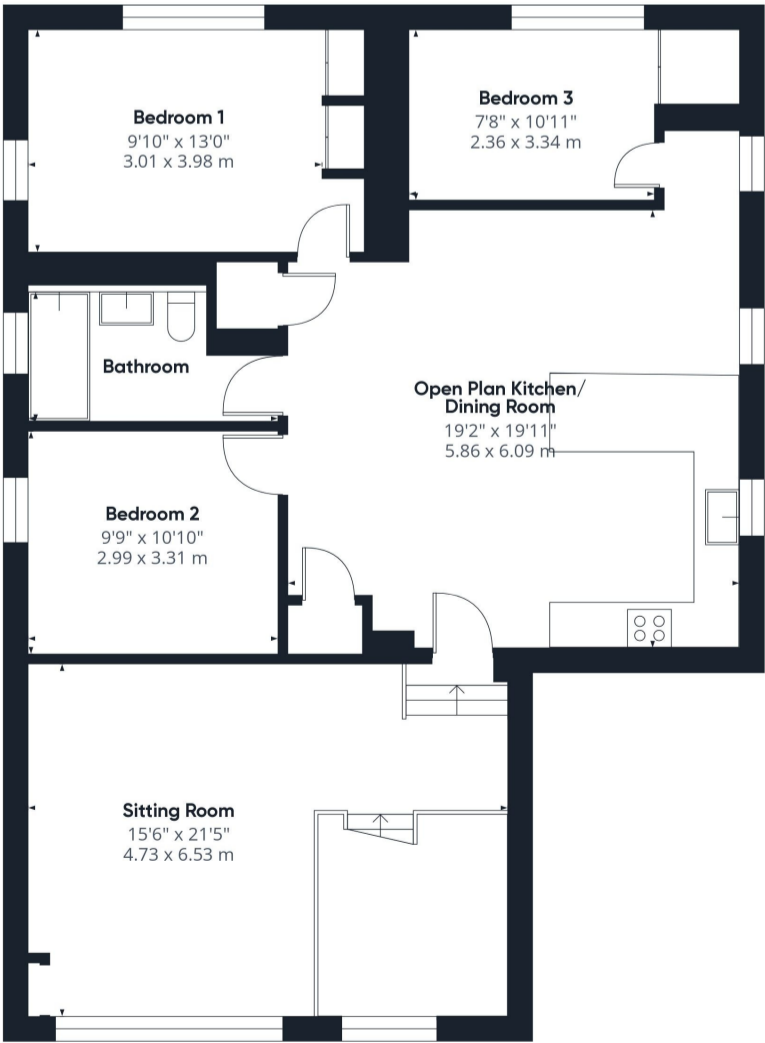 Bedroom 1
9'10" x 13'0"
3.01 x 3.98 m
Bedroom 3
7'8" x 10'11"
2.36 x 3.34 m
Bathroom
Open Plan Kitchen/
Dining Room
19'2" x 19'11"
5.86 x 6.09 m
Bedroom 2
9'9" x 10'10"
2.99 x 3.31 m
Sitting Room
15'6" x 21'5"
4.73 x 6.53 m